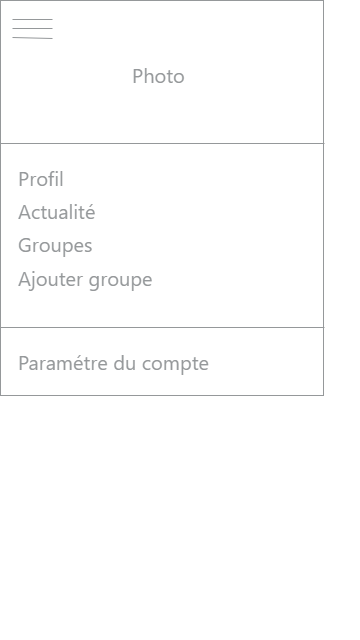 Photo
Profil
Actualité
Groupes
Ajouter groupe
Paramétre du compte